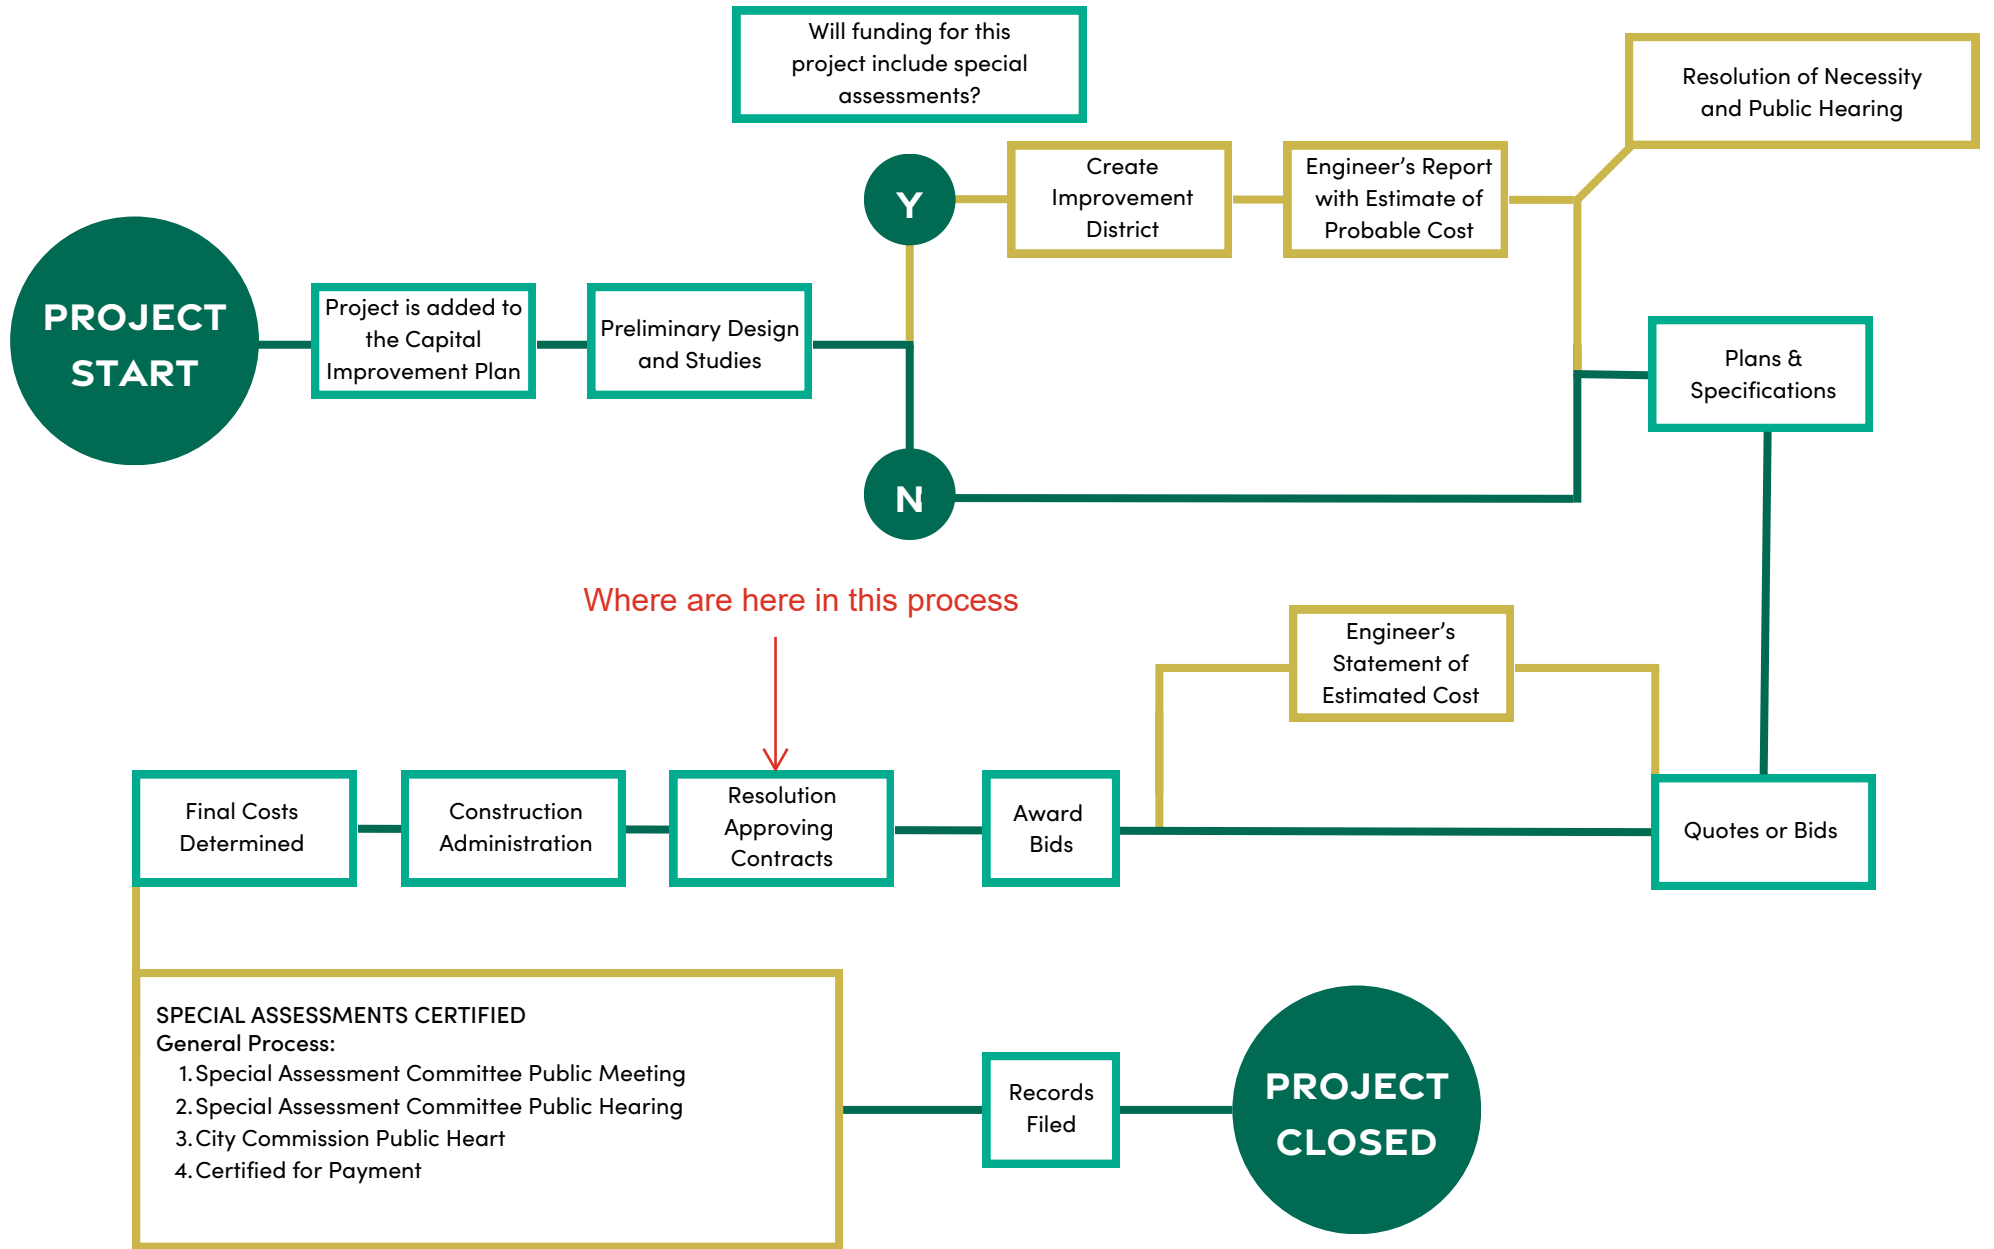 Will funding for this
project include special
assessments?
Resolution of Necessity
and Public Hearing
Y
Create
Improvement
District
Engineer’s Report
with Estimate of
Probable Cost
PROJECT
START
Project is added to
the Capital
Improvement Plan
Preliminary Design
and Studies
Plans &
Specifications
N
Where are here in this process
Engineer’s
Statement of
Estimated Cost
Final Costs
Determined
Construction
Administration
Resolution
Approving
Contracts
Award
Bids
Quotes or Bids
SPECIAL ASSESSMENTS CERTIFIED
General Process:
1. Special Assessment Committee Public Meeting
2. Special Assessment Committee Public Hearing
3. City Commission Public Heart
4. Certified for Payment
Records
Filed
PROJECT
CLOSED